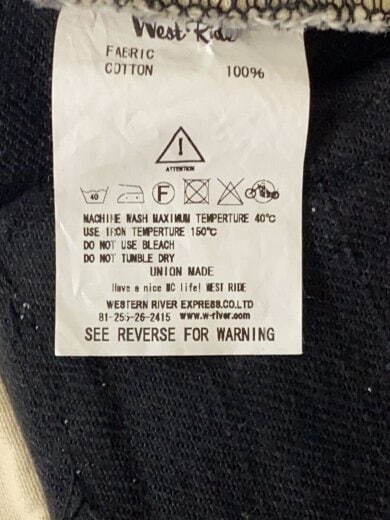 West Ride
FABRIC
COTTON 100%
!
ATTENTION
40 F
MACHINE WASH MAXIMUM TEMPERTURE 40℃
USE IRON TEMPERTURE 150℃
DO NOT USE BLEACH
DO NOT TUMBLE DRY
UNION MADE
Have a nice MC life! WEST RIDE
WESTERN RIVER EXPRESS.CO.LTD
81-255-26-2415 www.w-river.com
SEE REVERSE FOR WARNING